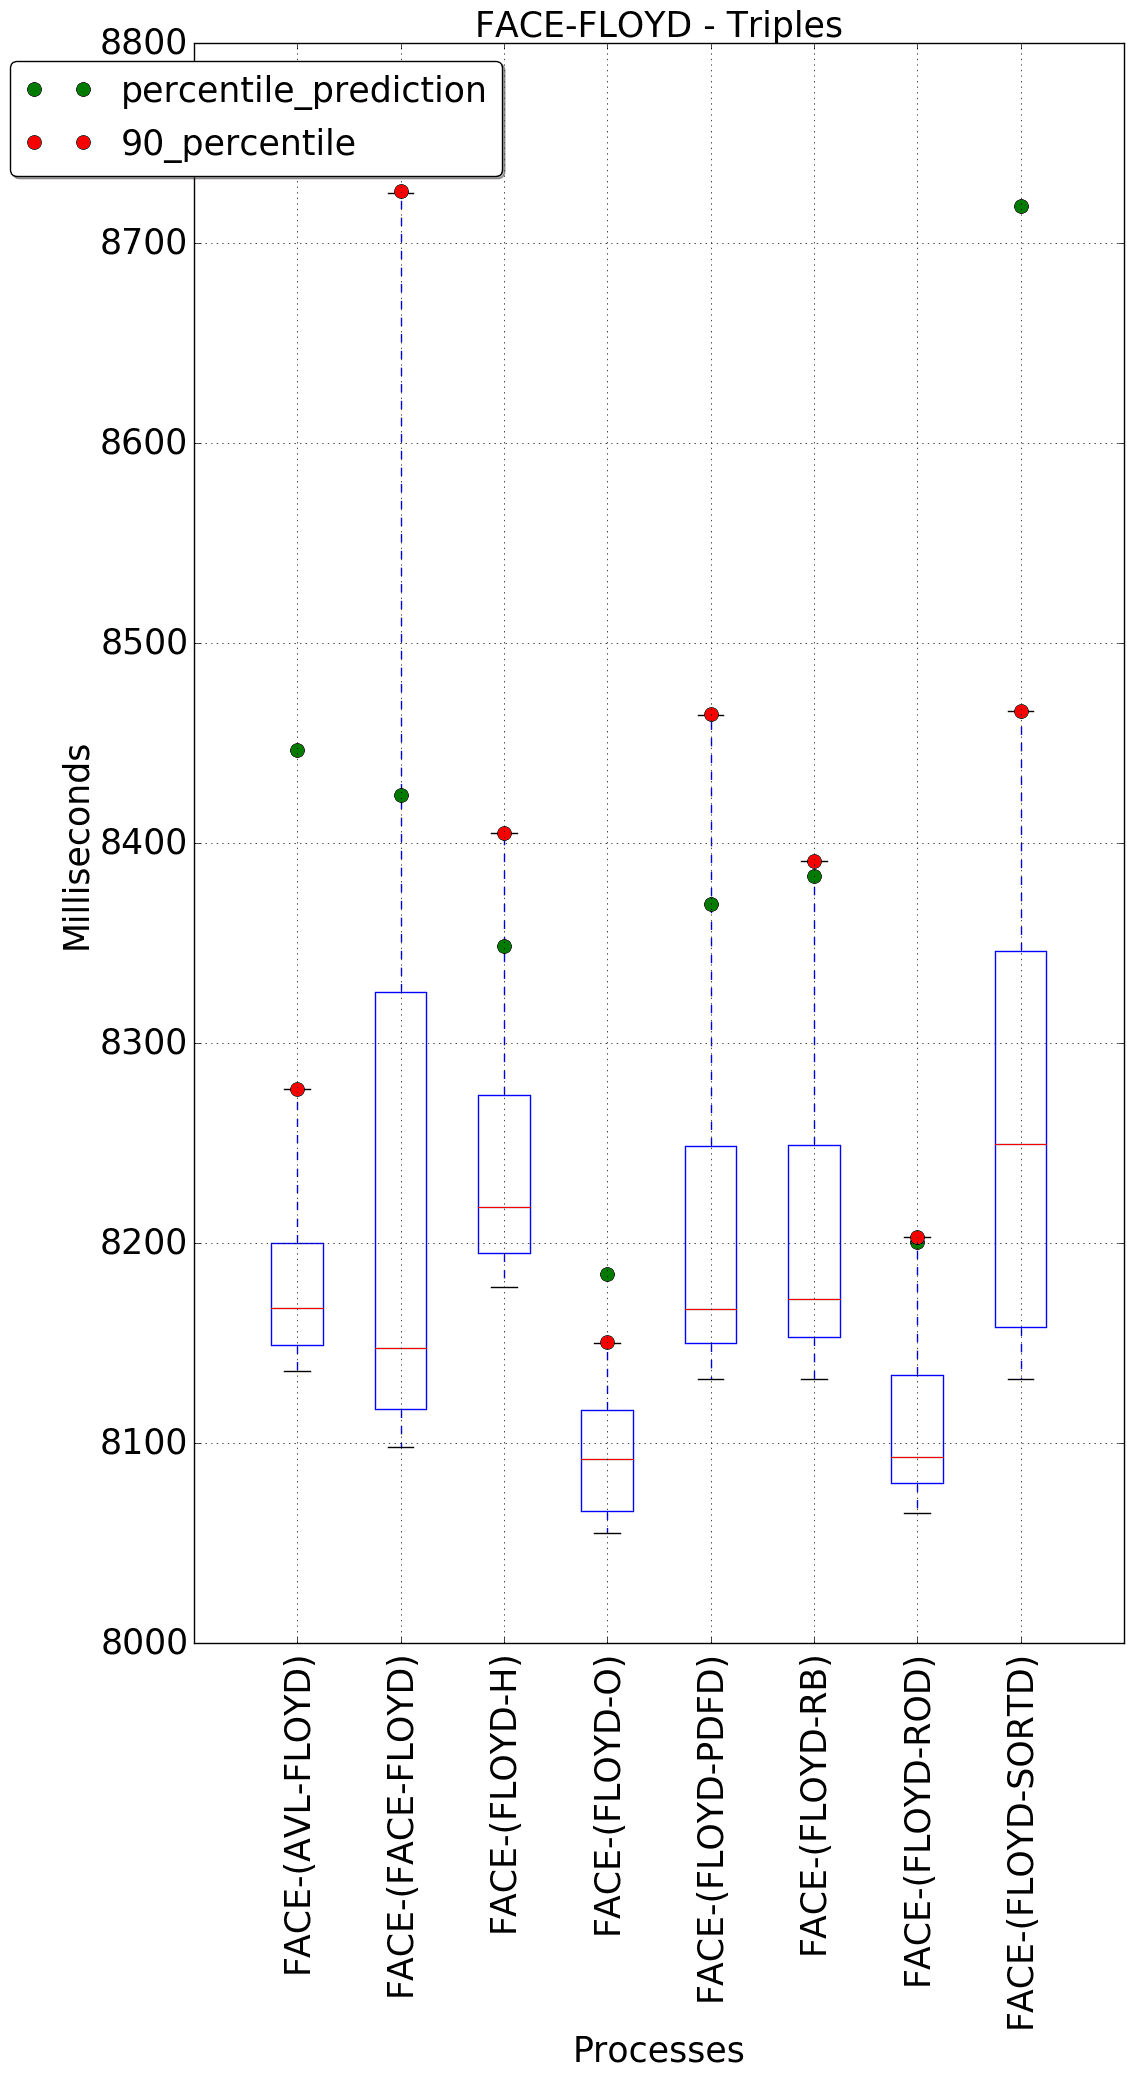 FACE-FLOYD - Triples
percentile_prediction
90_percentile
8800
8700
8600
8500
8400
8300
8200
8100
8000
Milliseconds
FACE-(AVL-FLOYD)
FACE-(FACE-FLOYD)
FACE-(FLOYD-H)
FACE-(FLOYD-O)
FACE-(FLOYD-PDFD)
FACE-(FLOYD-RB)
FACE-(FLOYD-ROD)
FACE-(FLOYD-SORTD)
Processes